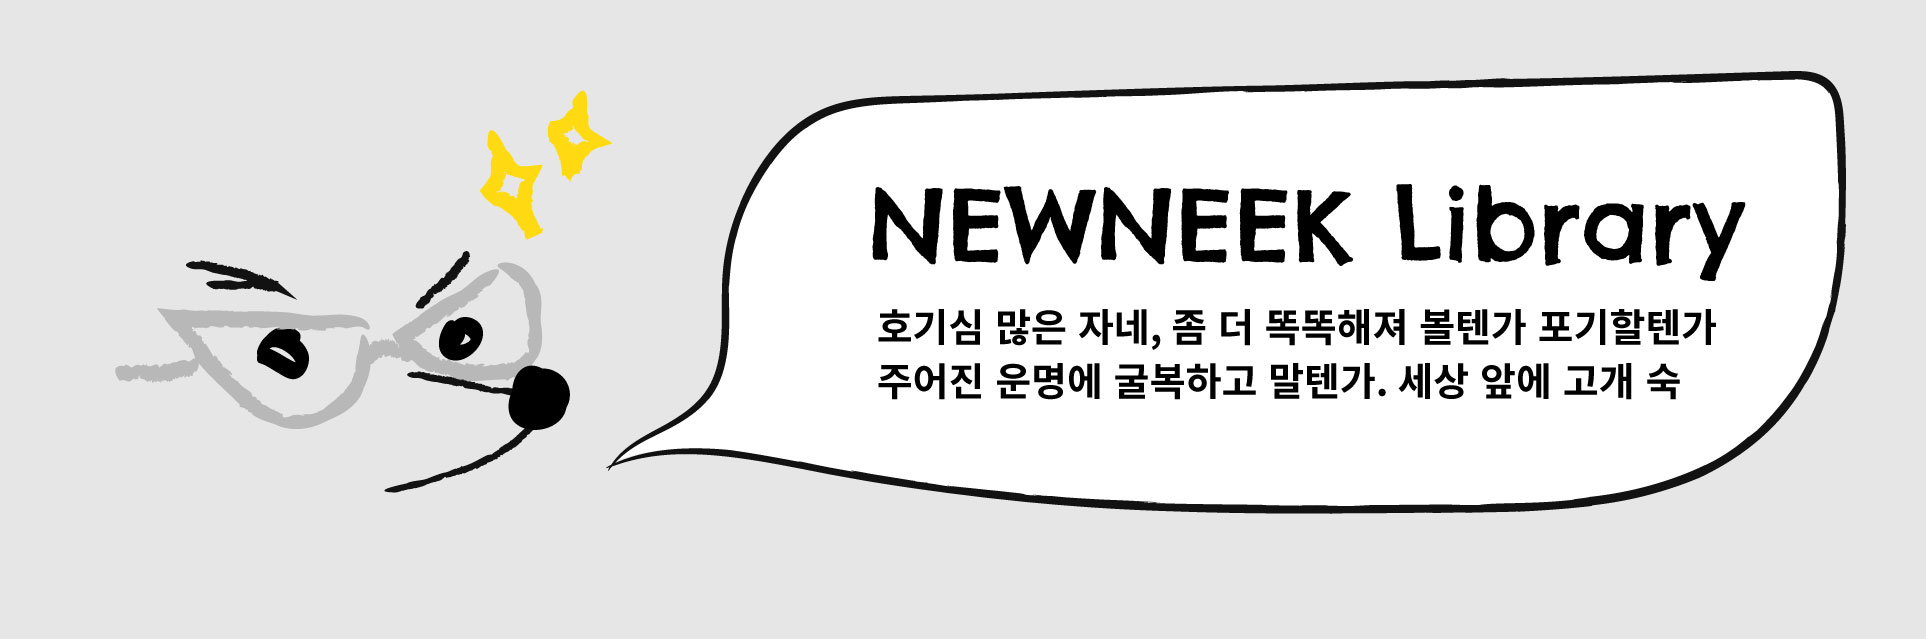 NEWNEEK Library
호기심 많은 자네, 좀 더 똑똑해져 볼텐가 포기할텐가
주어진 운명에 굴복하고 말텐가. 세상 앞에 고개 숙